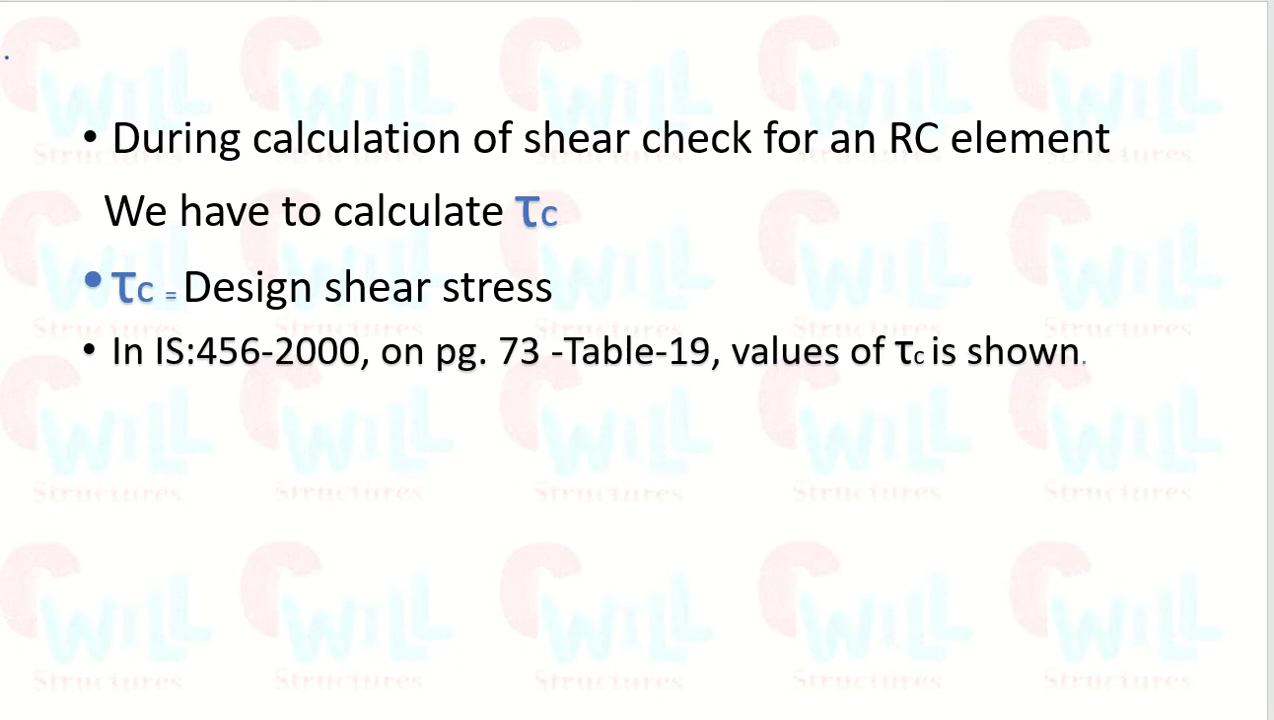 • During calculation of shear check for an RC element
We have to calculate τc
• τc = Design shear stress
• In IS:456-2000, on pg. 73 -Table-19, values of τc is shown.